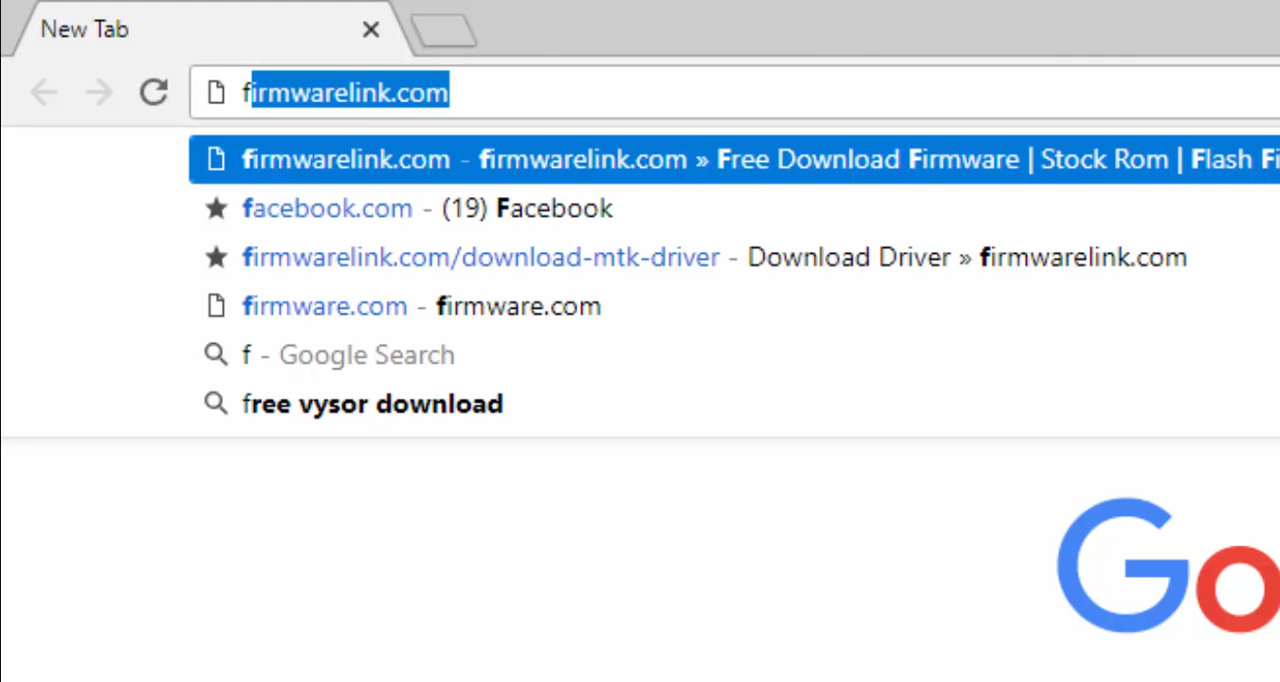 New Tab
firmwarelink.com
firmwarelink.com - firmwarelink.com » Free Download Firmware | Stock Rom | Flash Fi
facebook.com - (19) Facebook
firmwarelink.com/download-mtk-driver - Download Driver » firmwarelink.com
firmware.com - firmware.com
f - Google Search
free vysor download
Go